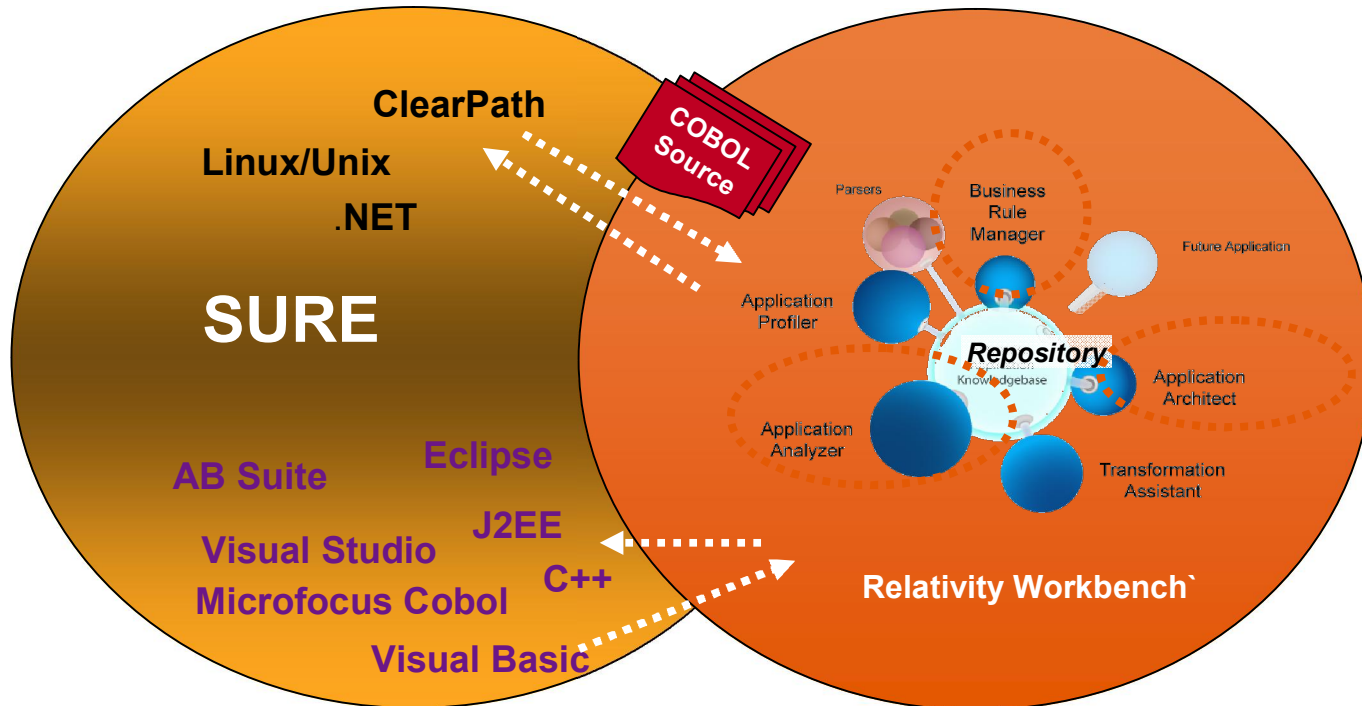 ClearPath
Linux/Unix
.NET
SURE
AB Suite
Eclipse
J2EE
Visual Studio
C++
Microfocus Cobol
Visual Basic
COBOL
Source
Parsers
Business
Rule
Manager
Future Application
Application
Profiler
Repository
Knowledgebase
Application
Architect
Application
Analyzer
Transformation
Assistant
Relativity Workbench`